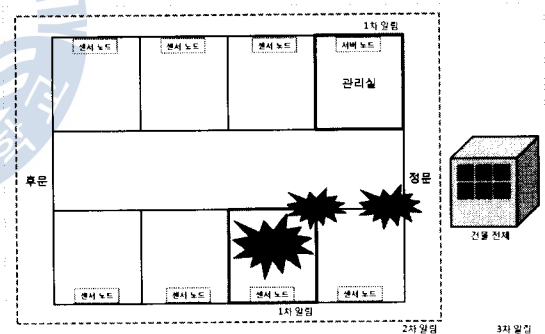 1차 알림
센서 노드 센서 노드 센서 노드 서버 노드
관리실
후문
정문
건물 전체
센서 노드 센서 노드 센서 노드 센서 노드
1차 알림
2차 알림 3차 알림